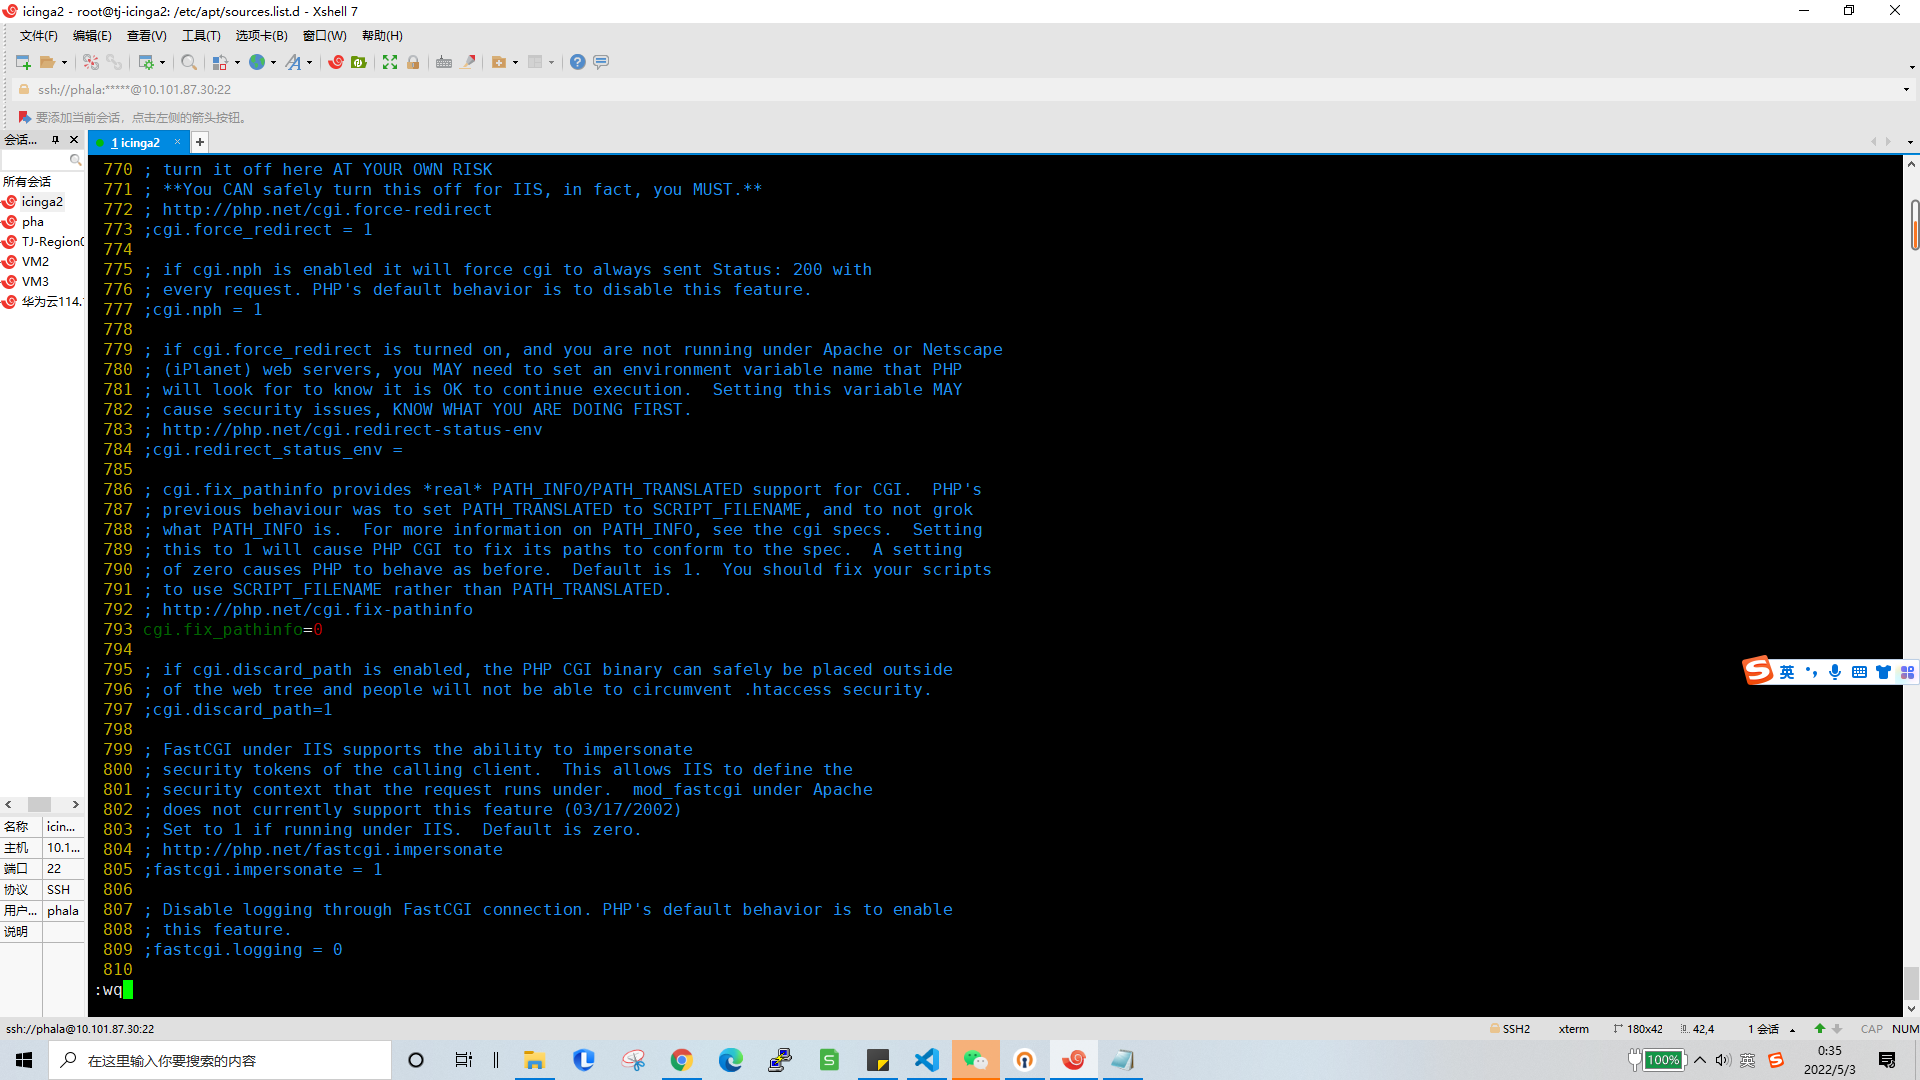 icinga2 - root@tj-icinga2: /etc/apt/sources.list.d - Xshell 7
文件(F) 编辑(E) 查看(V) 工具(T) 选项卡(B) 窗口(W) 帮助(H)
ssh://phala:*****@10.101.87.30:22
要添加当前会话，点击左侧的箭头按钮。
会话...
1 icinga2
所有会话
icinga2
pha
TJ-Region0
VM2
VM3
华为云114.
名称 icin...
主机 10.1...
端口 22
协议 SSH
用户... phala
说明
770 ; turn it off here AT YOUR OWN RISK
771 ; **You CAN safely turn this off for IIS, in fact, you MUST.**
772 ; http://php.net/cgi.force-redirect
773 ;cgi.force_redirect = 1
774
775 ; if cgi.nph is enabled it will force cgi to always sent Status: 200 with
776 ; every request. PHP's default behavior is to disable this feature.
777 ;cgi.nph = 1
778
779 ; if cgi.force_redirect is turned on, and you are not running under Apache or Netscape
780 ; (iPlanet) web servers, you MAY need to set an environment variable name that PHP
781 ; will look for to know it is OK to continue execution.  Setting this variable MAY
782 ; cause security issues, KNOW WHAT YOU ARE DOING FIRST.
783 ; http://php.net/cgi.redirect-status-env
784 ;cgi.redirect_status_env =
785
786 ; cgi.fix_pathinfo provides *real* PATH_INFO/PATH_TRANSLATED support for CGI.  PHP's
787 ; previous behaviour was to set PATH_TRANSLATED to SCRIPT_FILENAME, and to not grok
788 ; what PATH_INFO is.  For more information on PATH_INFO, see the cgi specs.  Setting
789 ; this to 1 will cause PHP CGI to fix its paths to conform to the spec.  A setting
790 ; of zero causes PHP to behave as before.  Default is 1.  You should fix your scripts
791 ; to use SCRIPT_FILENAME rather than PATH_TRANSLATED.
792 ; http://php.net/cgi.fix-pathinfo
793 cgi.fix_pathinfo=0
794
795 ; if cgi.discard_path is enabled, the PHP CGI binary can safely be placed outside
796 ; of the web tree and people will not be able to circumvent .htaccess security.
797 ;cgi.discard_path=1
798
799 ; FastCGI under IIS supports the ability to impersonate
800 ; security tokens of the calling client.  This allows IIS to define the
801 ; security context that the request runs under.  mod_fastcgi under Apache
802 ; does not currently support this feature (03/17/2002)
803 ; Set to 1 if running under IIS.  Default is zero.
804 ; http://php.net/fastcgi.impersonate
805 ;fastcgi.impersonate = 1
806
807 ; Disable logging through FastCGI connection. PHP's default behavior is to enable
808 ; this feature.
809 ;fastcgi.logging = 0
810
:wq
英
ssh://phala@10.101.87.30:22 SSH2 xterm 180x42 42,4 1 会话 CAP NUM
在这里输入你要搜索的内容
100% 英 0:35
2022/5/3